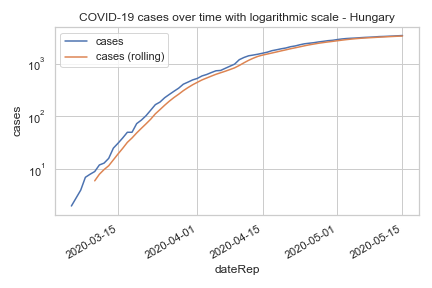 COVID-19 cases over time with logarithmic scale - Hungary
cases
cases (rolling)
10³
10²
10¹
cases
2020-03-15
2020-04-01
2020-04-15
2020-05-01
2020-05-15
dateRep